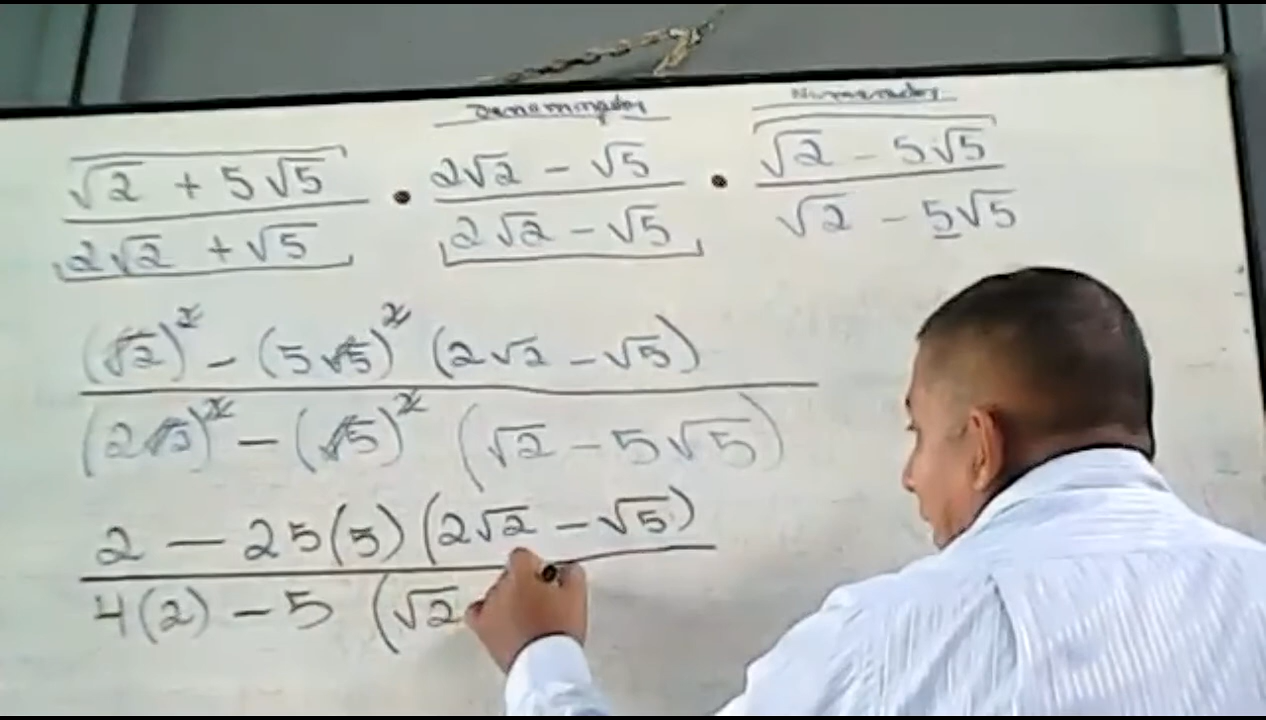 Denominador Numerador
√2 + 5√5 / 2√2 + √5 • 2√2 - √5 / 2√2 - √5 • √2 - 5√5 / √2 - 5√5
(√2)² - (5√5)² (2√2 - √5)
(2√2)² - (√5)² (√2 - 5√5)
2 - 25(5) (2√2 - √5)
4(2) - 5 (√2